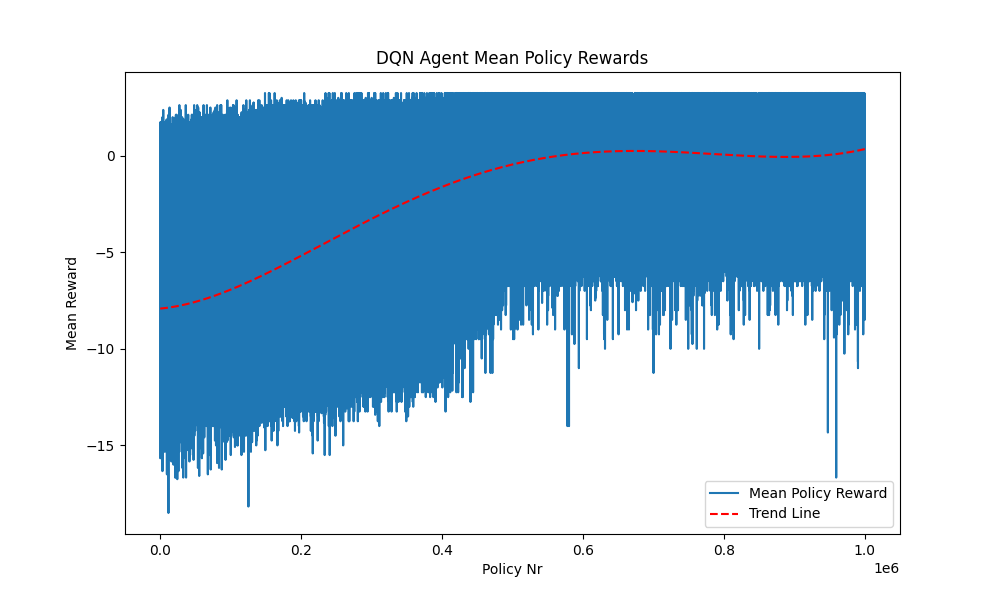 DQN Agent Mean Policy Rewards
Mean Reward
0
−5
−10
−15
Mean Policy Reward
Trend Line
0.0 0.2 0.4 0.6 0.8 1.0
1e6
Policy Nr